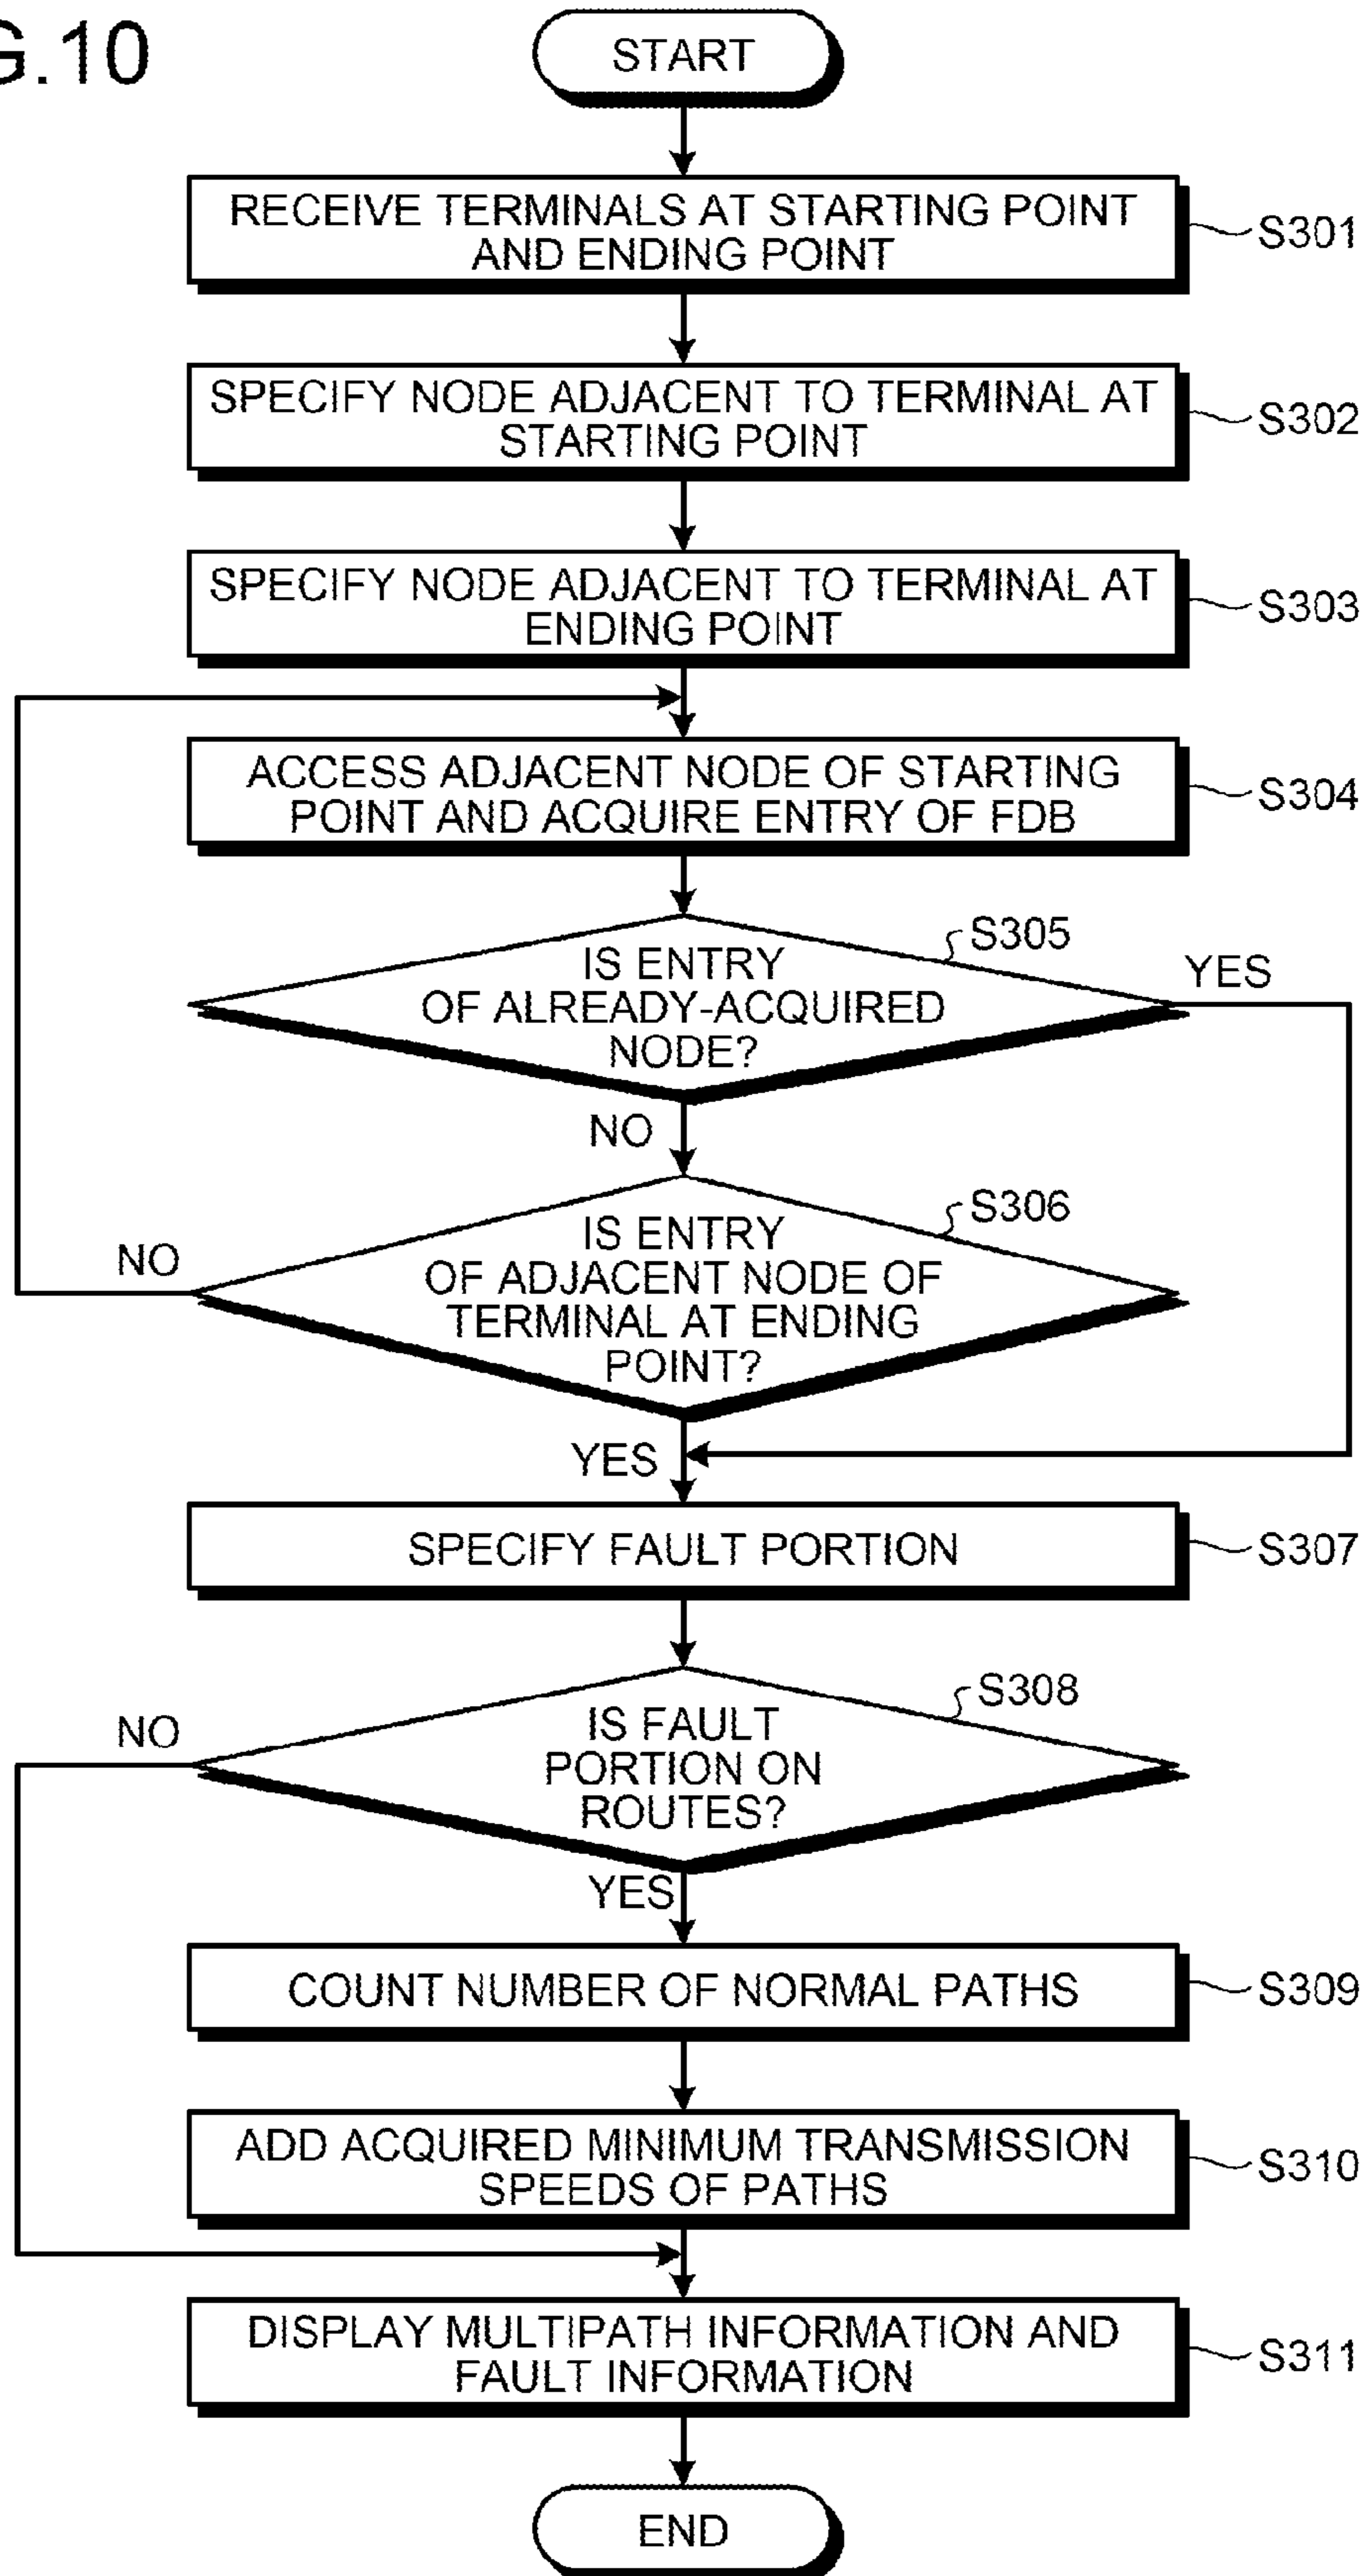 G.10
START
RECEIVE TERMINALS AT STARTING POINT
AND ENDING POINT
S301
SPECIFY NODE ADJACENT TO TERMINAL AT
STARTING POINT
S302
SPECIFY NODE ADJACENT TO TERMINAL AT
ENDING POINT
S303
ACCESS ADJACENT NODE OF STARTING
POINT AND ACQUIRE ENTRY OF FDB
S304
S305
IS ENTRY
OF ALREADY-ACQUIRED
NODE?
YES
NO
S306
IS ENTRY
OF ADJACENT NODE OF
TERMINAL AT ENDING
POINT?
NO
YES
SPECIFY FAULT PORTION
S307
S308
IS FAULT
PORTION ON
ROUTES?
NO
YES
COUNT NUMBER OF NORMAL PATHS
S309
ADD ACQUIRED MINIMUM TRANSMISSION
SPEEDS OF PATHS
S310
DISPLAY MULTIPATH INFORMATION AND
FAULT INFORMATION
S311
END